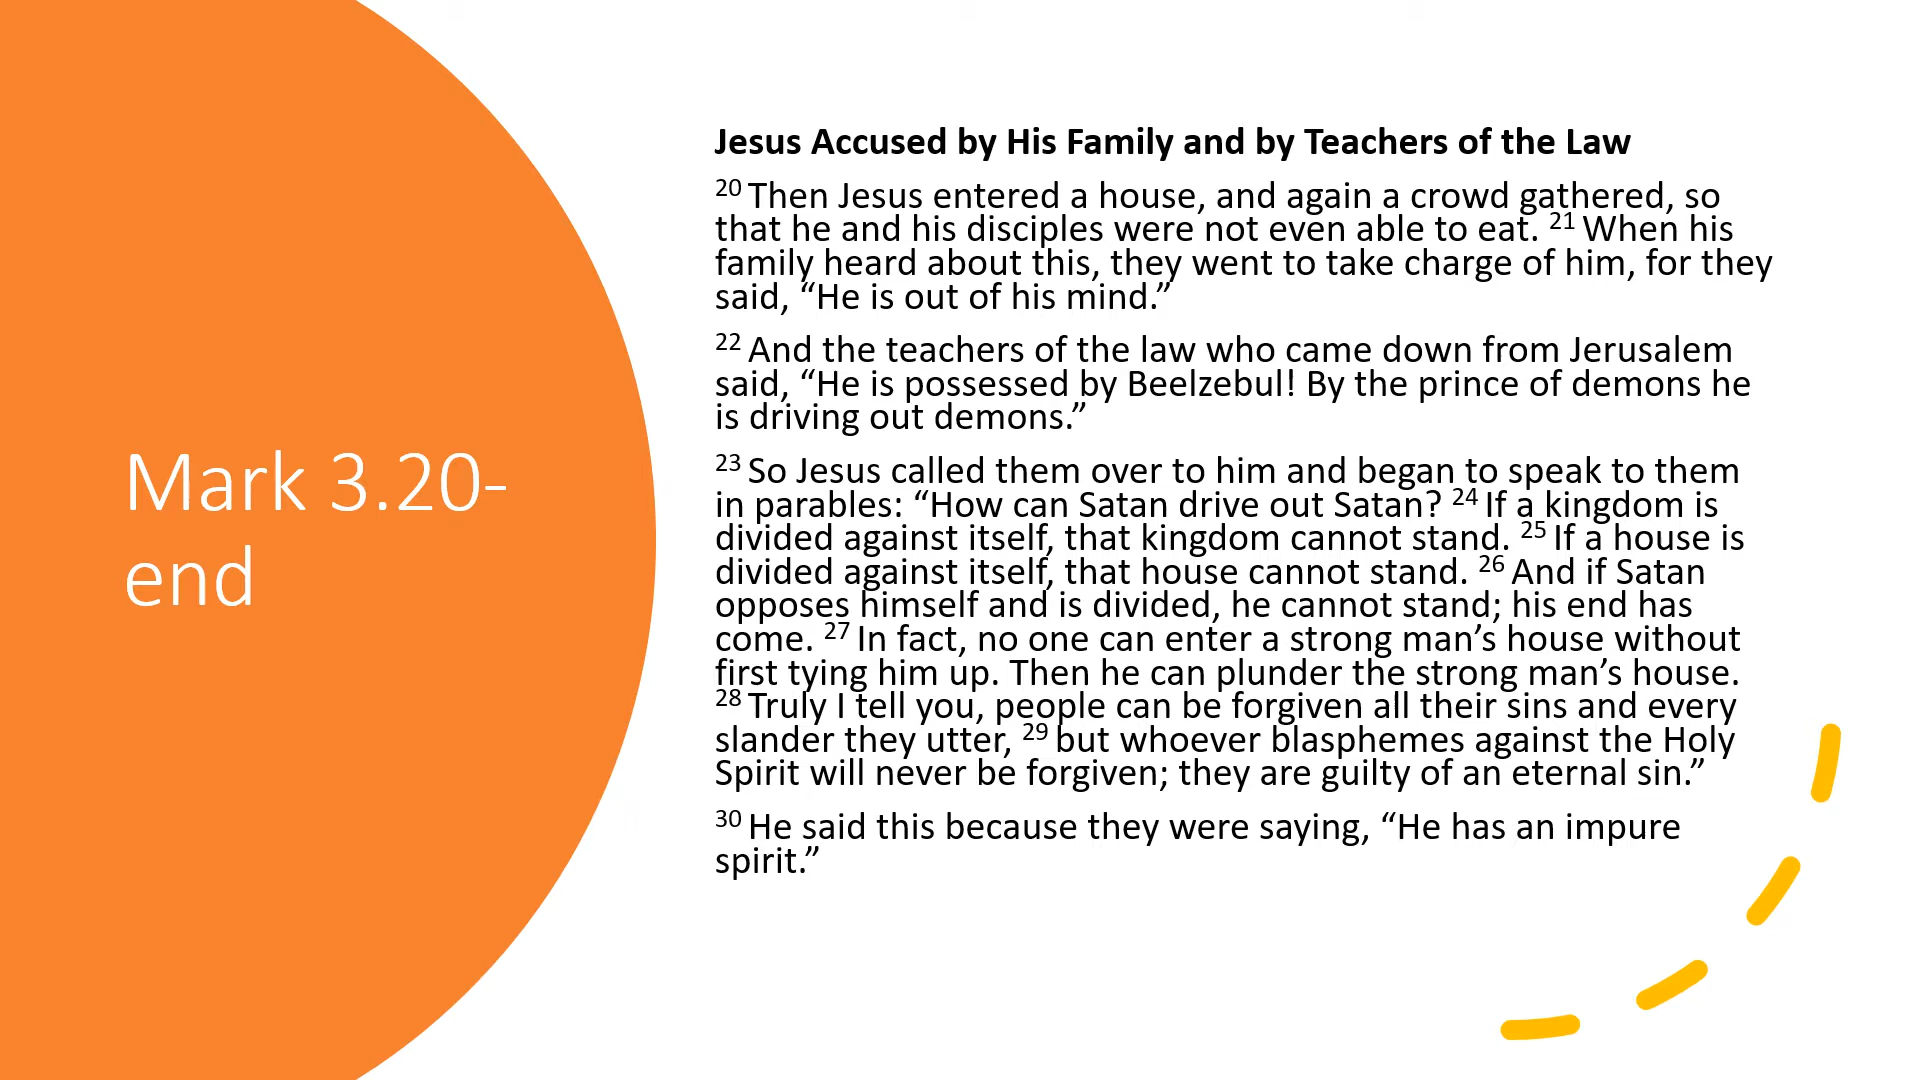 Mark 3.20-
end
Jesus Accused by His Family and by Teachers of the Law
20 Then Jesus entered a house, and again a crowd gathered, so
that he and his disciples were not even able to eat. 21 When his
family heard about this, they went to take charge of him, for they
said, “He is out of his mind.”
22 And the teachers of the law who came down from Jerusalem
said, “He is possessed by Beelzebul! By the prince of demons he
is driving out demons.”
23 So Jesus called them over to him and began to speak to them
in parables: “How can Satan drive out Satan? 24 If a kingdom is
divided against itself, that kingdom cannot stand. 25 If a house is
divided against itself, that house cannot stand. 26 And if Satan
opposes himself and is divided, he cannot stand; his end has
come. 27 In fact, no one can enter a strong man’s house without
first tying him up. Then he can plunder the strong man’s house.
28 Truly I tell you, people can be forgiven all their sins and every
slander they utter, 29 but whoever blasphemes against the Holy
Spirit will never be forgiven; they are guilty of an eternal sin.”
30 He said this because they were saying, “He has an impure
spirit.”